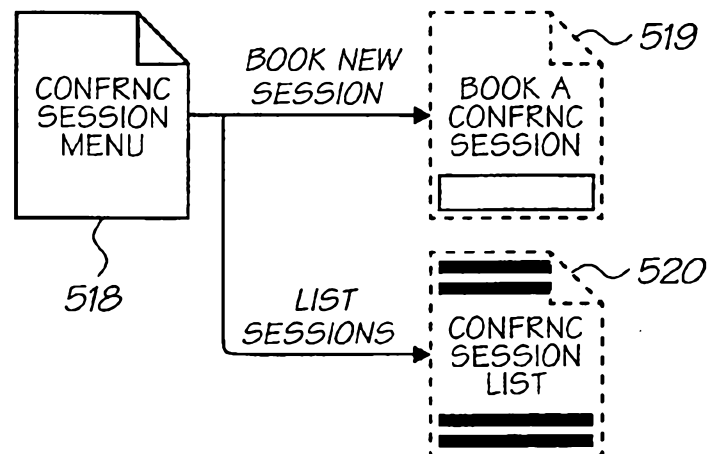 CONFRNC
SESSION
MENU
518
BOOK NEW
SESSION
BOOK A
CONFRNC
SESSION
519
LIST
SESSIONS
CONFRNC
SESSION
LIST
520